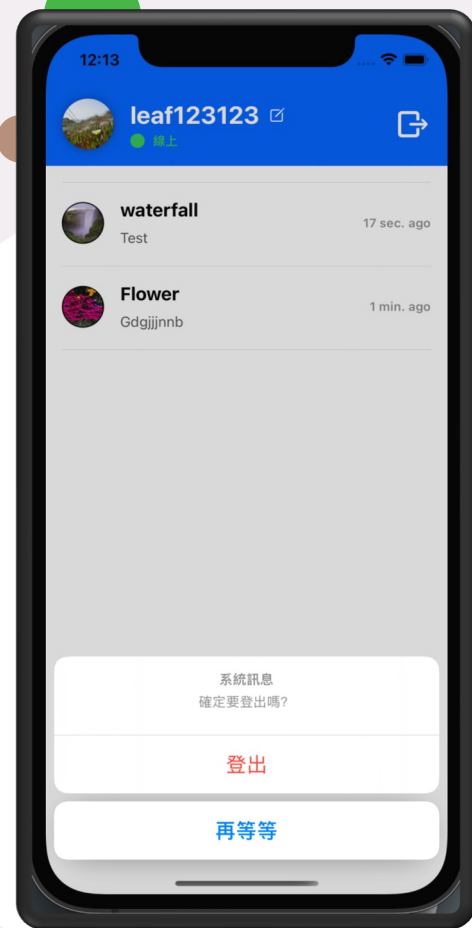 12:13
leaf123123
線上
waterfall
17 sec. ago
Test
Flower
1 min. ago
Gdgjjjnnb
系統訊息
確定要登出嗎?
登出
再等等